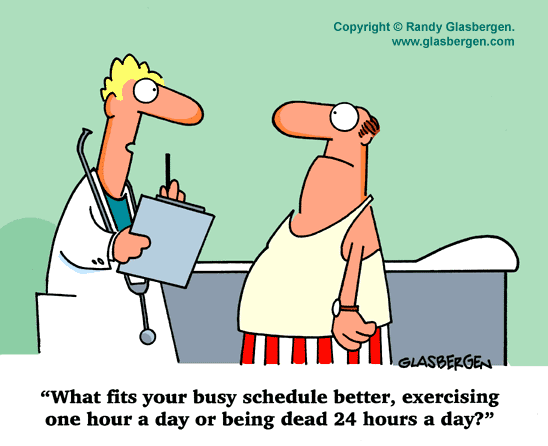 Copyright © Randy Glasbergen.
www.glasbergen.com
GLASBERGEN
“What fits your busy schedule better, exercising
one hour a day or being dead 24 hours a day?”